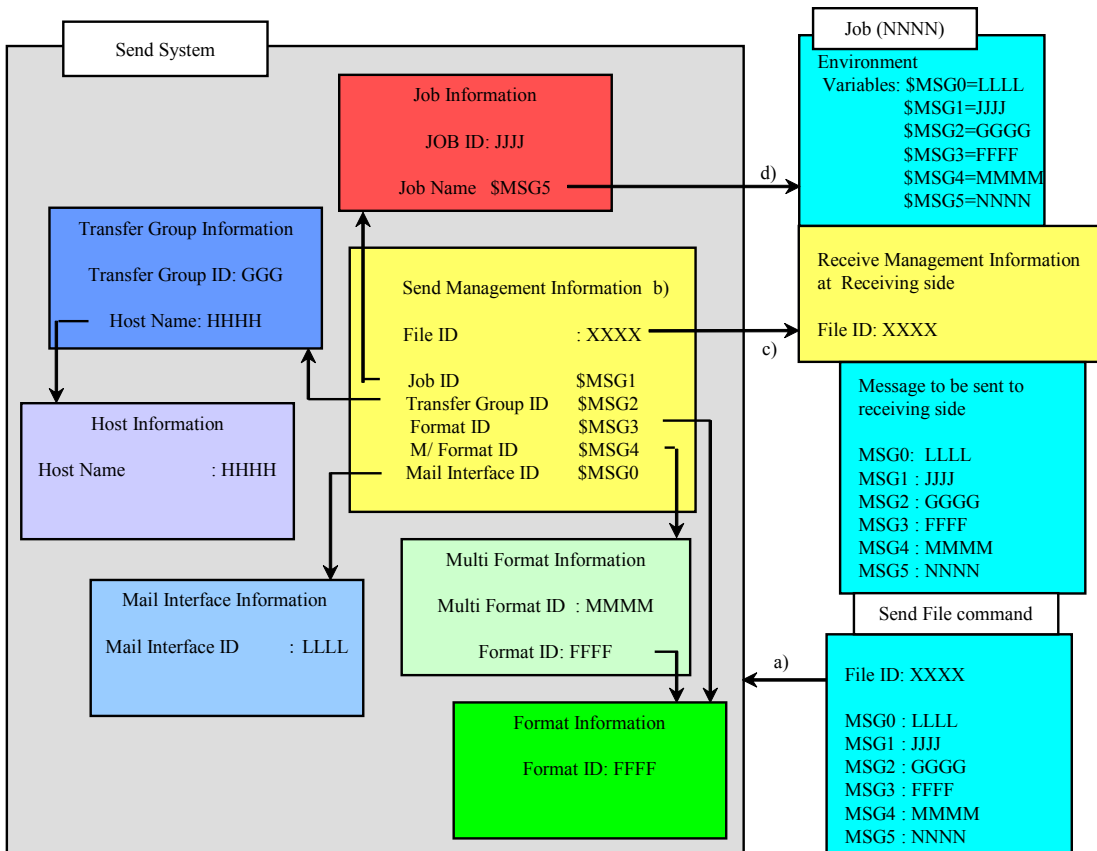 Send System
Job Information
JOB ID: JJJJ
Job Name $MSG5
Transfer Group Information
Transfer Group ID: GGG
Host Name: HHHH
Send Management Information b)
File ID : XXXX
Job ID $MSG1
Transfer Group ID $MSG2
Format ID $MSG3
M/ Format ID $MSG4
Mail Interface ID $MSG0
Host Information
Host Name : HHHH
Mail Interface Information
Mail Interface ID : LLLL
Multi Format Information
Multi Format ID : MMMM
Format ID: FFFF
Format Information
Format ID: FFFF
d)
c)
a)
Job (NNNN)
Environment
Variables: $MSG0=LLLL
$MSG1=JJJJ
$MSG2=GGGG
$MSG3=FFFF
$MSG4=MMMM
$MSG5=NNNN
Receive Management Information
at Receiving side
File ID: XXXX
Message to be sent to
receiving side
MSG0: LLLL
MSG1 : JJJJ
MSG2 : GGGG
MSG3 : FFFF
MSG4 : MMMM
MSG5 : NNNN
Send File command
File ID: XXXX
MSG0 : LLLL
MSG1 : JJJJ
MSG2 : GGGG
MSG3 : FFFF
MSG4 : MMMM
MSG5 : NNNN